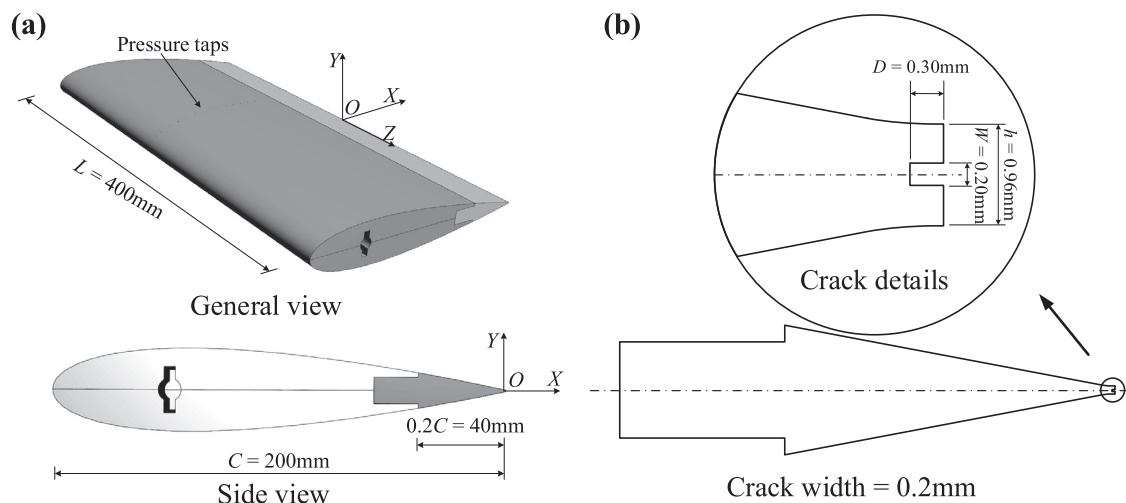 (a)
Pressure taps
Y
X
O
Z
L = 400mm
General view
Y
O
X
0.2C = 40mm
C = 200mm
Side view
(b)
D = 0.30mm
h = 0.96mm
W = 0.20mm
Crack details
Crack width = 0.2mm